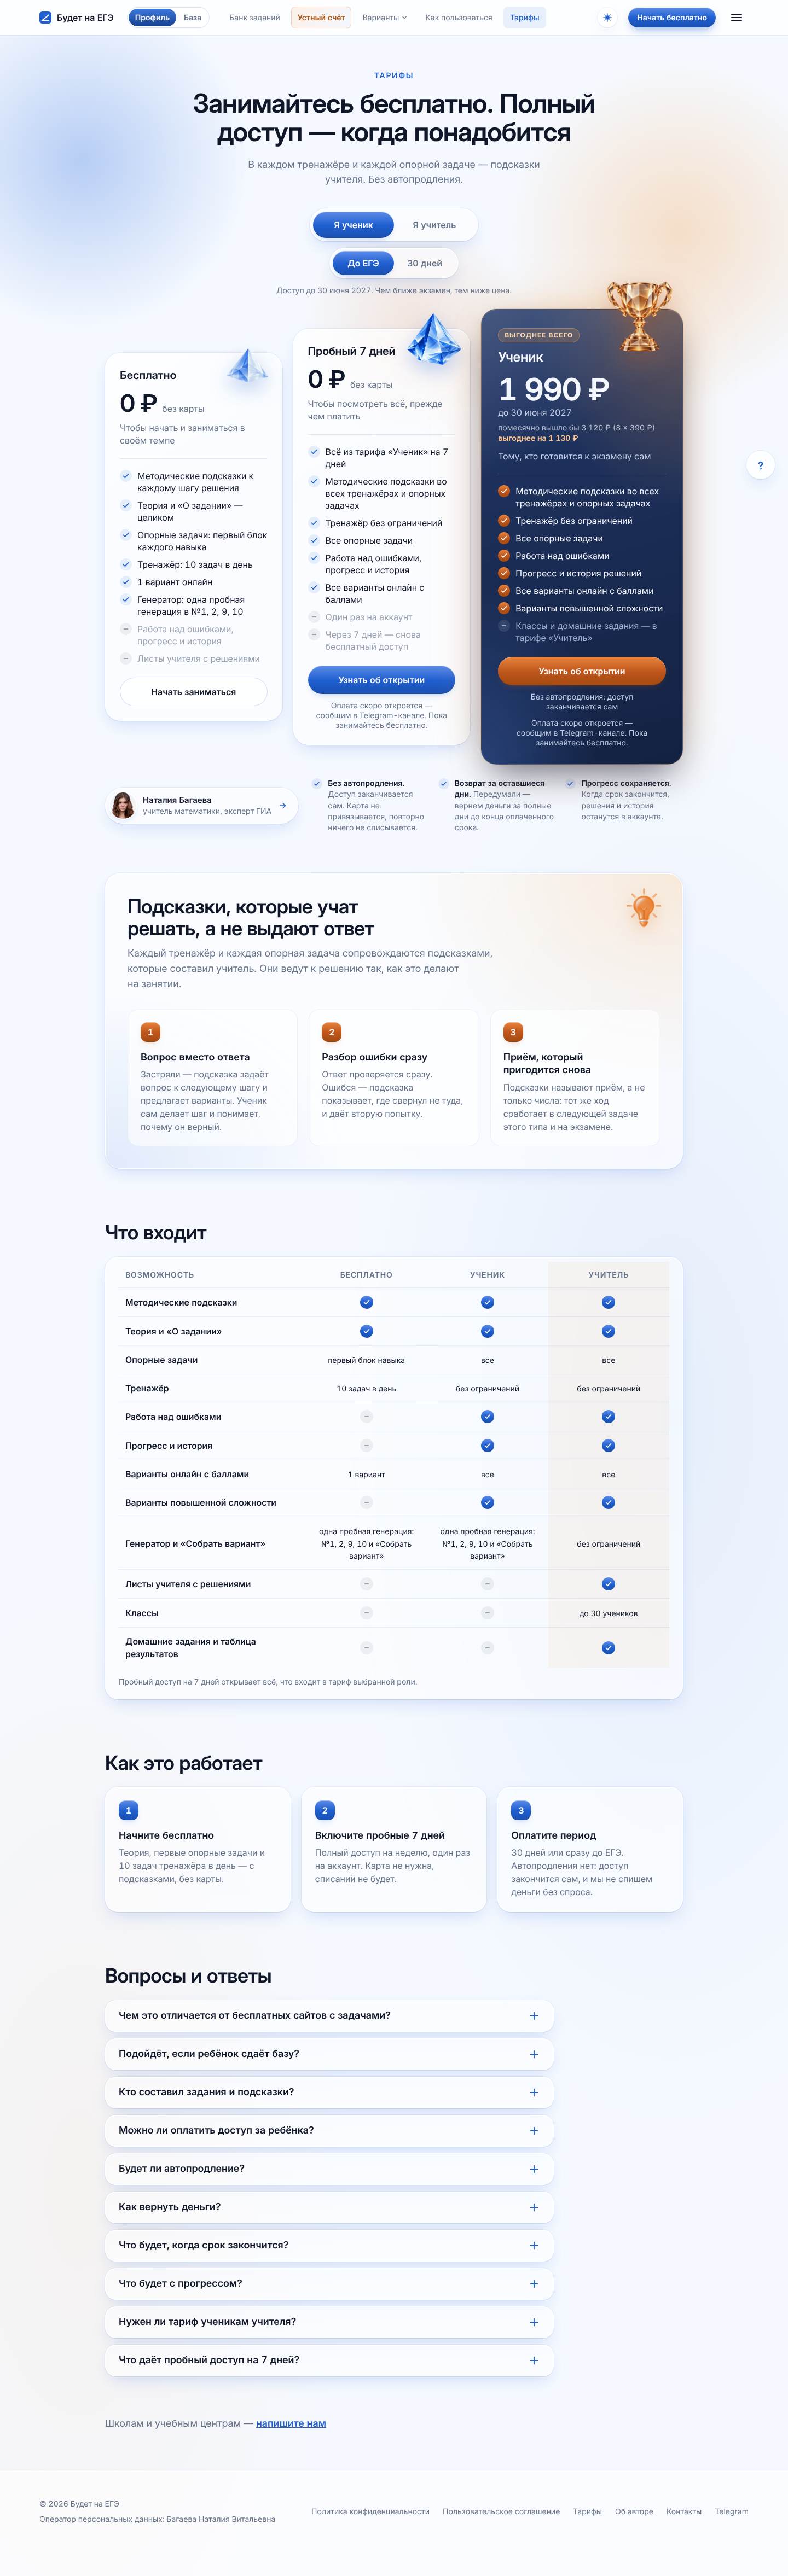 Будет на ЕГЭ
Профиль
База
Банк заданий
Устный счёт
Варианты
Как пользоваться
Тарифы
Начать бесплатно
ТАРИФЫ
Занимайтесь бесплатно. Полный
доступ — когда понадобится
В каждом тренажёре и каждой опорной задаче — подсказки
учителя. Без автопродления.
Я ученик
Я учитель
До ЕГЭ
30 дней
Доступ до 30 июня 2027. Чем ближе экзамен, тем ниже цена.
Бесплатно
0 ₽ без карты
Чтобы начать и заниматься в
своём темпе
Методические подсказки к
каждому шагу решения
Теория и «О задании» —
целиком
Опорные задачи: первый блок
каждого навыка
Тренажёр: 10 задач в день
1 вариант онлайн
Генератор: одна пробная
генерация в №1, 2, 9, 10
Работа над ошибками,
прогресс и история
Листы учителя с решениями
Начать заниматься
Пробный 7 дней
0 ₽ без карты
Чтобы посмотреть всё, прежде
чем платить
Всё из тарифа «Ученик» на 7
дней
Методические подсказки во
всех тренажёрах и опорных
задачах
Тренажёр без ограничений
Все опорные задачи
Работа над ошибками,
прогресс и история
Все варианты онлайн с
баллами
Один раз на аккаунт
Через 7 дней — снова
бесплатный доступ
Узнать об открытии
Оплата скоро откроется —
сообщим в Telegram-канале. Пока
занимайтесь бесплатно.
ВЫГОДНЕЕ ВСЕГО
Ученик
1 990 ₽
до 30 июня 2027
помесячно вышло бы 3 120 ₽ (8 × 390 ₽)
выгоднее на 1 130 ₽
Тому, кто готовится к экзамену сам
Методические подсказки во всех
тренажёрах и опорных задачах
Тренажёр без ограничений
Все опорные задачи
Работа над ошибками
Прогресс и история решений
Все варианты онлайн с баллами
Варианты повышенной сложности
Классы и домашние задания — в
тарифе «Учитель»
Узнать об открытии
Без автопродления: доступ
заканчивается сам
Оплата скоро откроется —
сообщим в Telegram-канале. Пока
занимайтесь бесплатно.
?
Наталия Багаева
учитель математики, эксперт ГИА
Без автопродления.
Доступ заканчивается
сам. Карта не
привязывается, повторно
ничего не списывается.
Возврат за оставшиеся
дни. Передумали —
вернём деньги за полные
дни до конца оплаченного
срока.
Прогресс сохраняется.
Когда срок закончится,
решения и история
останутся в аккаунте.
Подсказки, которые учат
решать, а не выдают ответ
Каждый тренажёр и каждая опорная задача сопровождаются подсказками,
которые составил учитель. Они ведут к решению так, как это делают
на занятии.
1
Вопрос вместо ответа
Застряли — подсказка задаёт
вопрос к следующему шагу и
предлагает варианты. Ученик
сам делает шаг и понимает,
почему он верный.
2
Разбор ошибки сразу
Ответ проверяется сразу.
Ошибся — подсказка
показывает, где свернул не туда,
и даёт вторую попытку.
3
Приём, который
пригодится снова
Подсказки называют приём, а не
только числа: тот же ход
сработает в следующей задаче
этого типа и на экзамене.
Что входит
ВОЗМОЖНОСТЬ БЕСПЛАТНО УЧЕНИК УЧИТЕЛЬ
Методические подсказки
Теория и «О задании»
Опорные задачи первый блок навыка все все
Тренажёр 10 задач в день без ограничений без ограничений
Работа над ошибками
Прогресс и история
Варианты онлайн с баллами 1 вариант все все
Варианты повышенной сложности
Генератор и «Собрать вариант»
одна пробная генерация:
№1, 2, 9, 10 и «Собрать
вариант»
одна пробная генерация:
№1, 2, 9, 10 и «Собрать
вариант»
без ограничений
Листы учителя с решениями
Классы до 30 учеников
Домашние задания и таблица
результатов
Пробный доступ на 7 дней открывает всё, что входит в тариф выбранной роли.
Как это работает
1
Начните бесплатно
Теория, первые опорные задачи и
10 задач тренажёра в день — с
подсказками, без карты.
2
Включите пробные 7 дней
Полный доступ на неделю, один раз
на аккаунт. Карта не нужна,
списаний не будет.
3
Оплатите период
30 дней или сразу до ЕГЭ.
Автопродления нет: доступ
закончится сам, и мы не спишем
деньги без спроса.
Вопросы и ответы
Чем это отличается от бесплатных сайтов с задачами?
Подойдёт, если ребёнок сдаёт базу?
Кто составил задания и подсказки?
Можно ли оплатить доступ за ребёнка?
Будет ли автопродление?
Как вернуть деньги?
Что будет, когда срок закончится?
Что будет с прогрессом?
Нужен ли тариф ученикам учителя?
Что даёт пробный доступ на 7 дней?
Школам и учебным центрам — напишите нам
© 2026 Будет на ЕГЭ
Оператор персональных данных: Багаева Наталия Витальевна
Политика конфиденциальности
Пользовательское соглашение
Тарифы
Об авторе
Контакты
Telegram